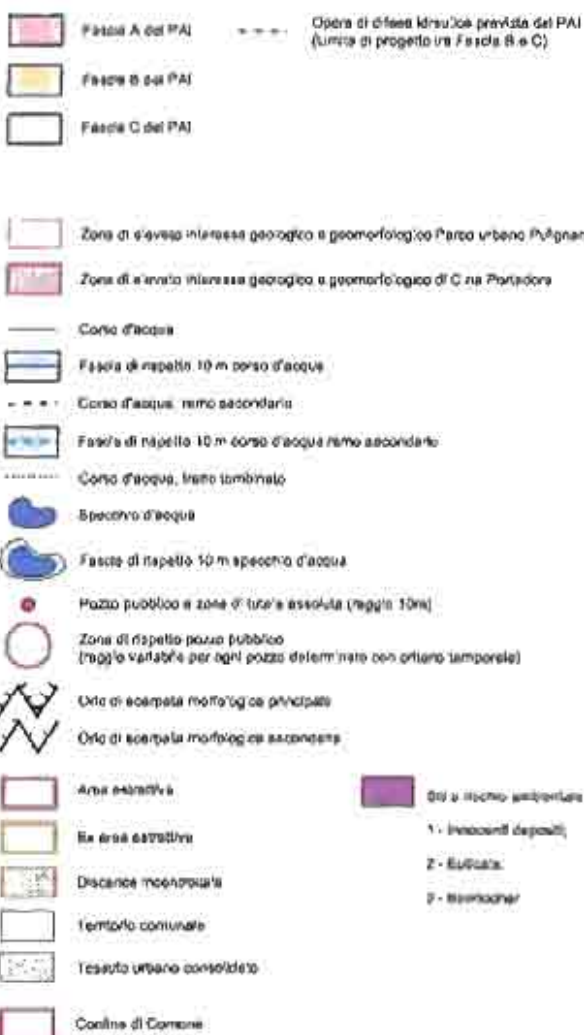 Fascia A del PAI
Opera di difesa idraulica prevista del PAI
(limite di progetto tra Fascia B e C)
Fascia B del PAI
Fascia C del PAI
Zona di elevato interesse geologico e geomorfologico Parco urbano
Zona di elevato interesse geologico e geomorfologico di C.na Portadora
Corso d'acqua
Fascia di rispetto 10 m corso d'acqua
Corso d'acqua, ramo secondario
Fascia di rispetto 10 m corso d'acqua ramo secondario
Corso d'acqua, tratto tombinato
Specchio d'acqua
Fascia di rispetto 10 m specchio d'acqua
Pozzo pubblico e zona di tutela assoluta (raggio 10m)
Zona di rispetto pozzo pubblico
(raggio variabile per ogni pozzo determinato con criterio temporale)
Orlo di scarpata morfologica principale
Orlo di scarpata morfologica secondaria
Area estrattiva
Siti a rischio ambientale
Ex area estrattiva
1 - Innocenti depositi;
Discarica incontrollata
2 -
Territorio comunale
3 -
Tessuto urbano consolidato
Confine di Comune